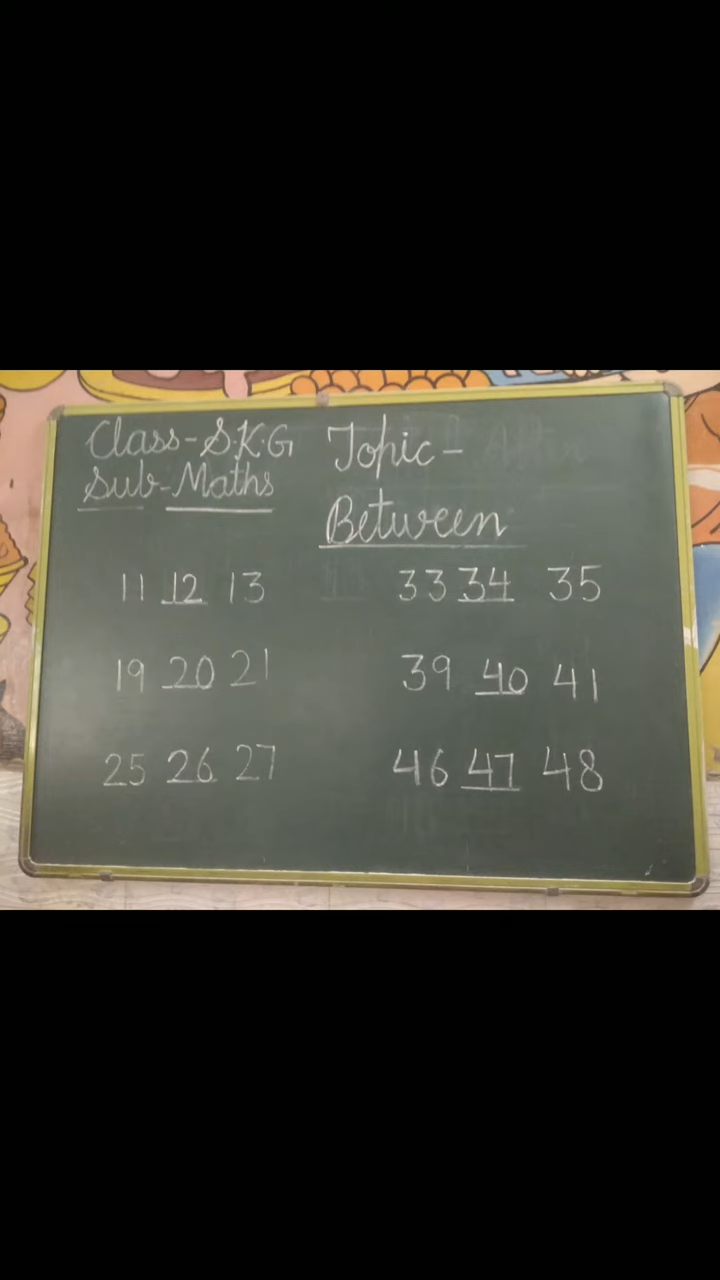 Class-S.K.G
Sub-Maths
Topic-
Between
11 12 13
33 34 35
19 20 21
39 40 41
25 26 27
46 47 48